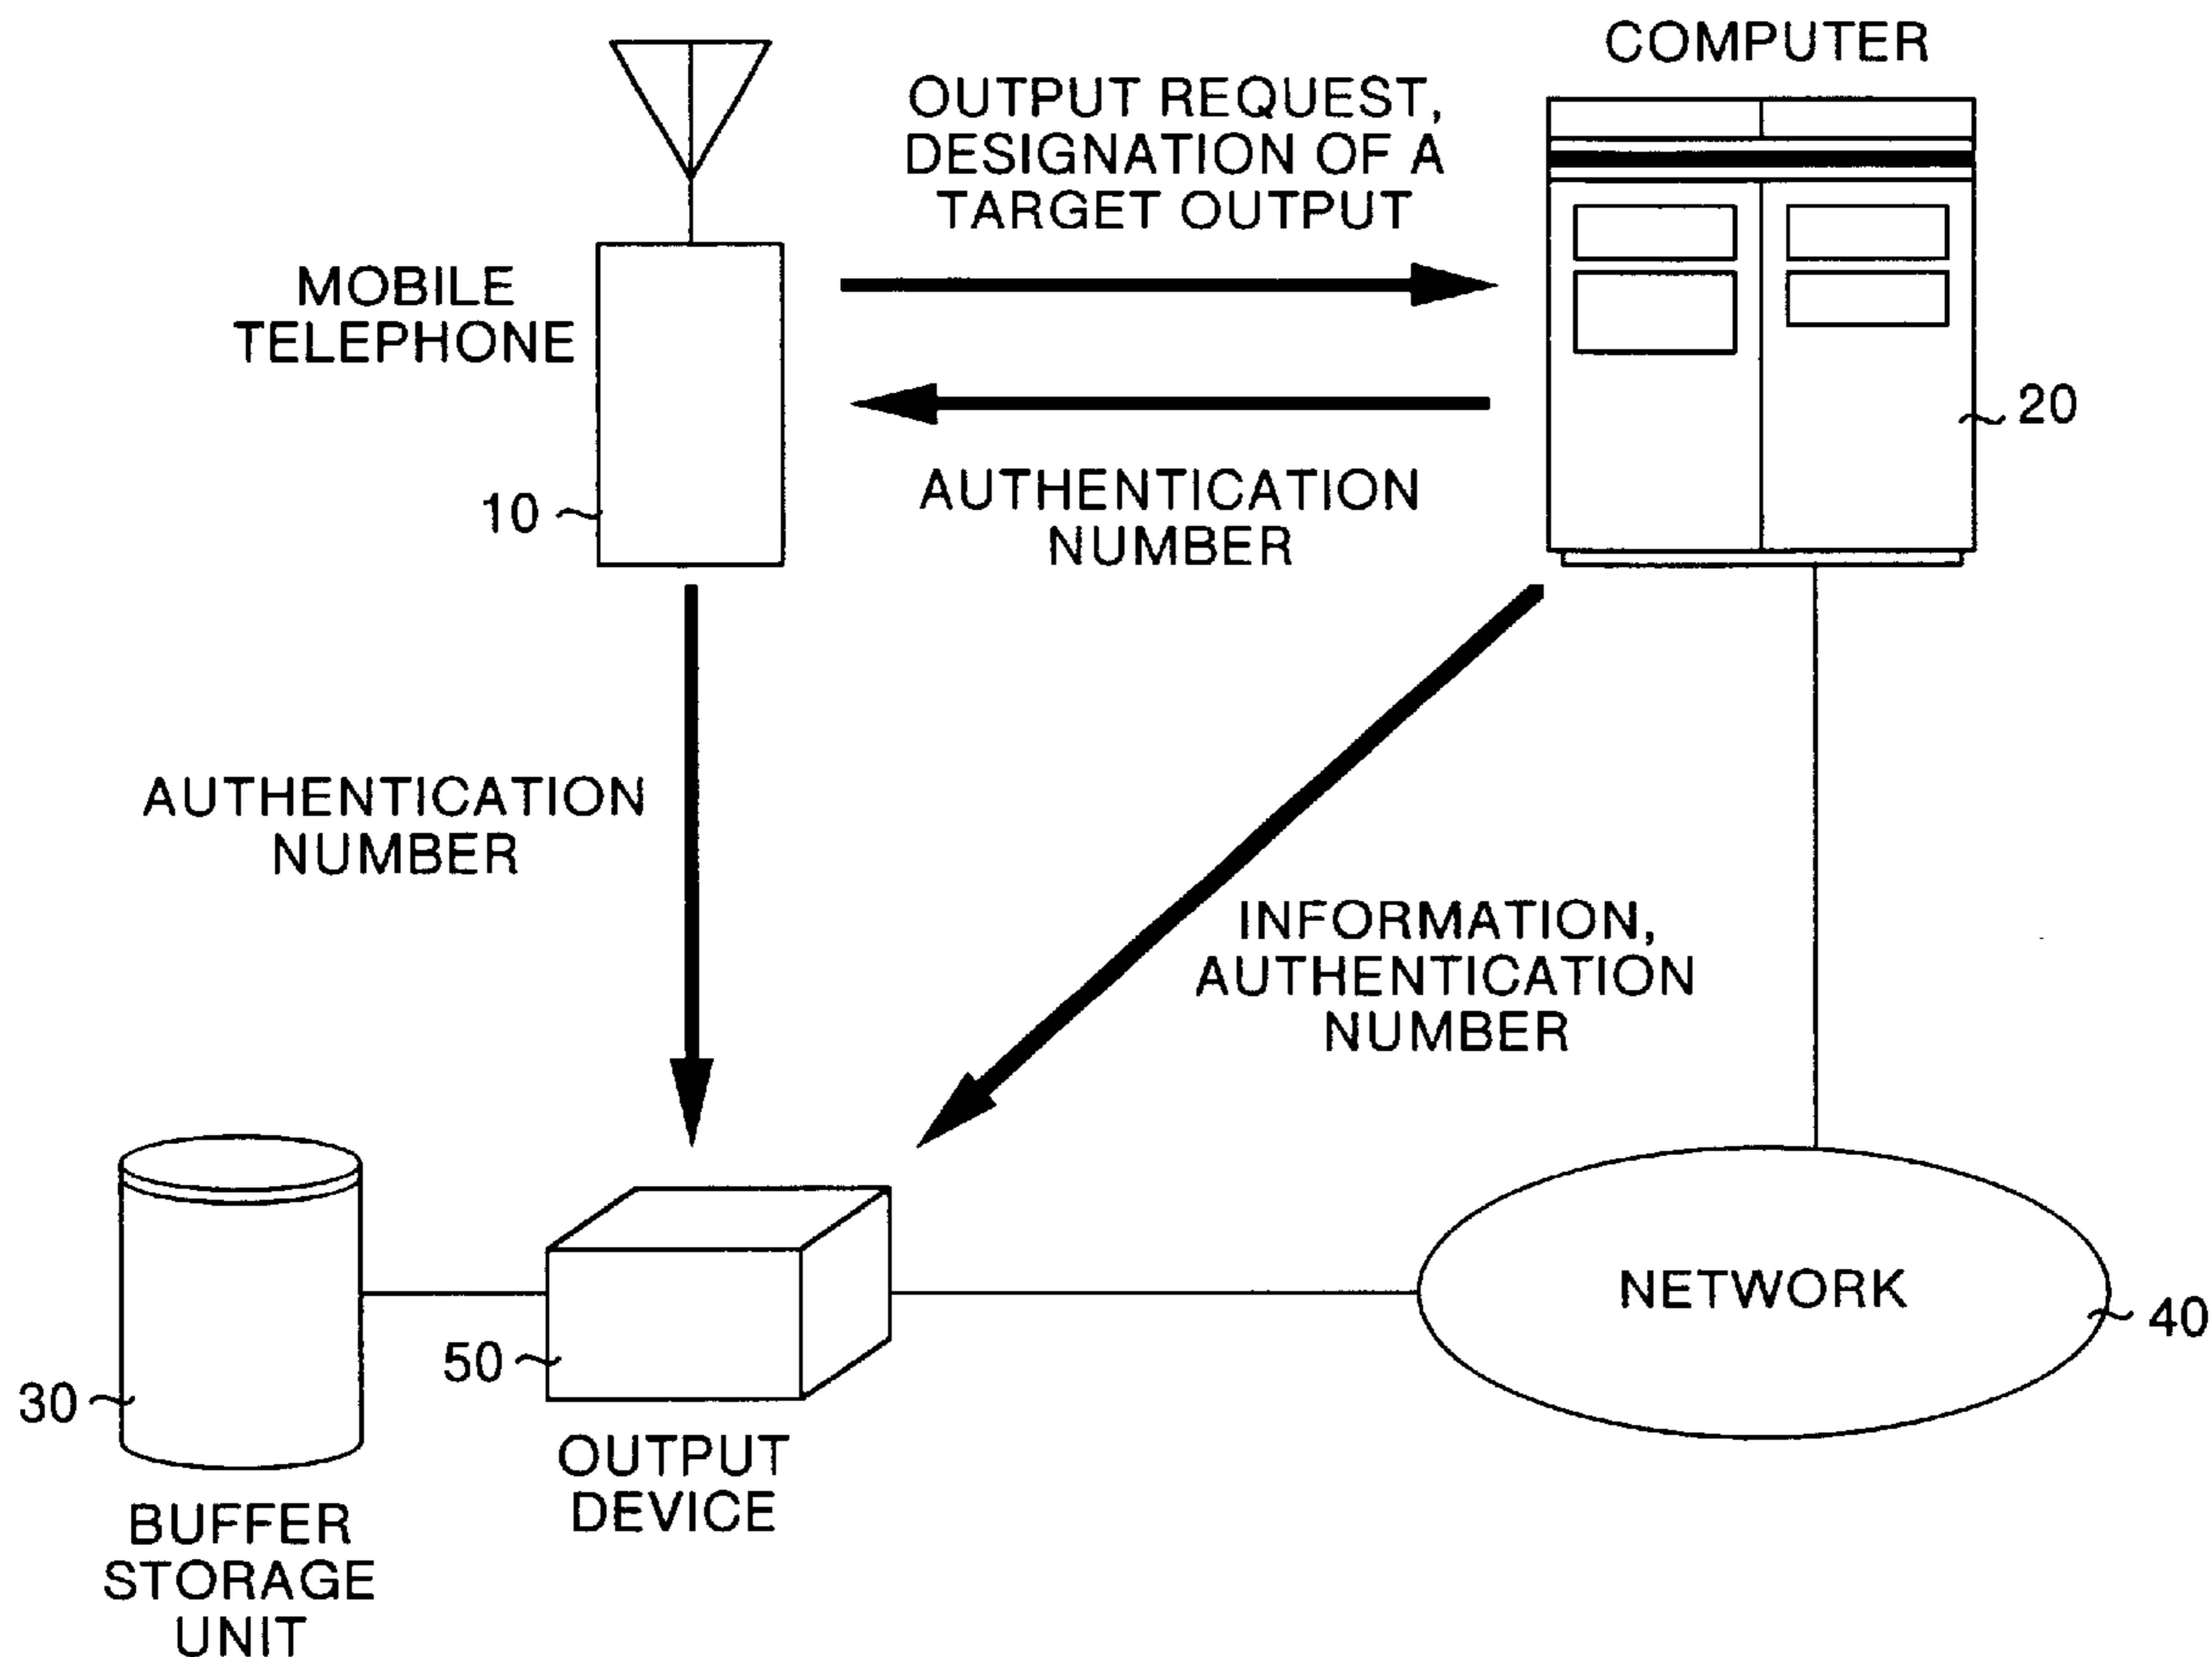 COMPUTER
OUTPUT REQUEST,
DESIGNATION OF A
TARGET OUTPUT
MOBILE
TELEPHONE
20
10
AUTHENTICATION
NUMBER
AUTHENTICATION
NUMBER
INFORMATION,
AUTHENTICATION
NUMBER
NETWORK
40
50
30
OUTPUT
DEVICE
BUFFER
STORAGE
UNIT